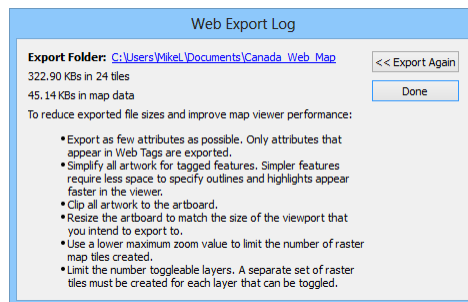 Web Export Log
Export Folder: C:\Users\MikeL\Documents\Canada_Web_Map
<< Export Again
322.90 KBs in 24 tiles
45.14 KBs in map data
Done
To reduce exported file sizes and improve map viewer performance:
•Export as few attributes as possible. Only attributes that
appear in Web Tags are exported.
•Simplify all artwork for tagged features. Simpler features
require less space to specify outlines and highlights appear
faster in the viewer.
•Clip all artwork to the artboard.
•Resize the artboard to match the size of the viewport that
you intend to export to.
•Use a lower maximum zoom value to limit the number of raster
map tiles created.
•Limit the number toggleable layers. A separate set of raster
tiles must be created for each layer that can be toggled.